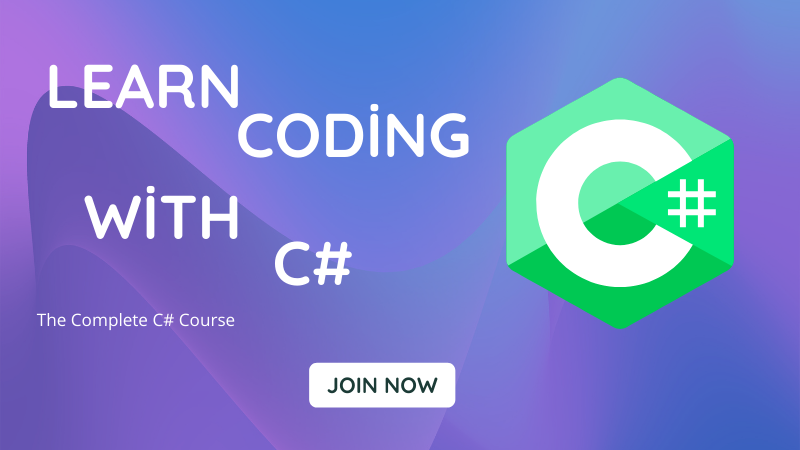 LEARN
CODİNG
WİTH
C#
The Complete C# Course
JOIN NOW
C#